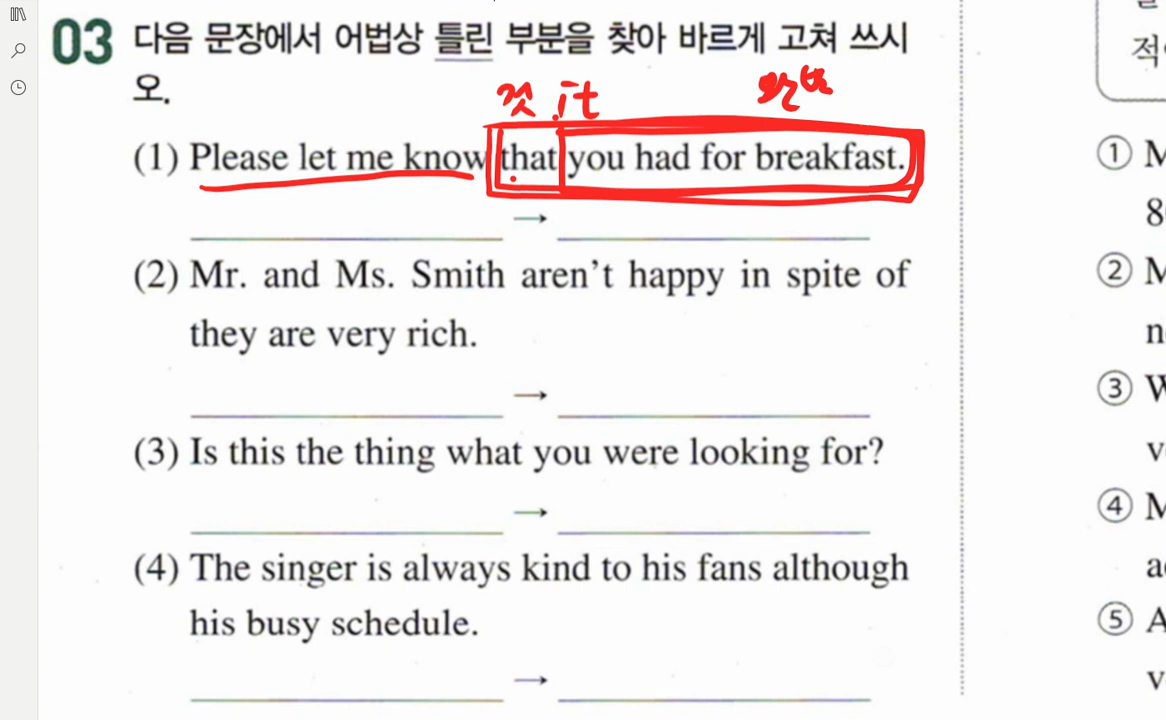 03 다음 문장에서 어법상 틀린 부분을 찾아 바르게 고쳐 쓰시
오.
것 it 완벽
(1) Please let me know that you had for breakfast.
→
(2) Mr. and Ms. Smith aren't happy in spite of
they are very rich.
→
(3) Is this the thing what you were looking for?
→
(4) The singer is always kind to his fans although
his busy schedule.
→
①
②
③
④
⑤